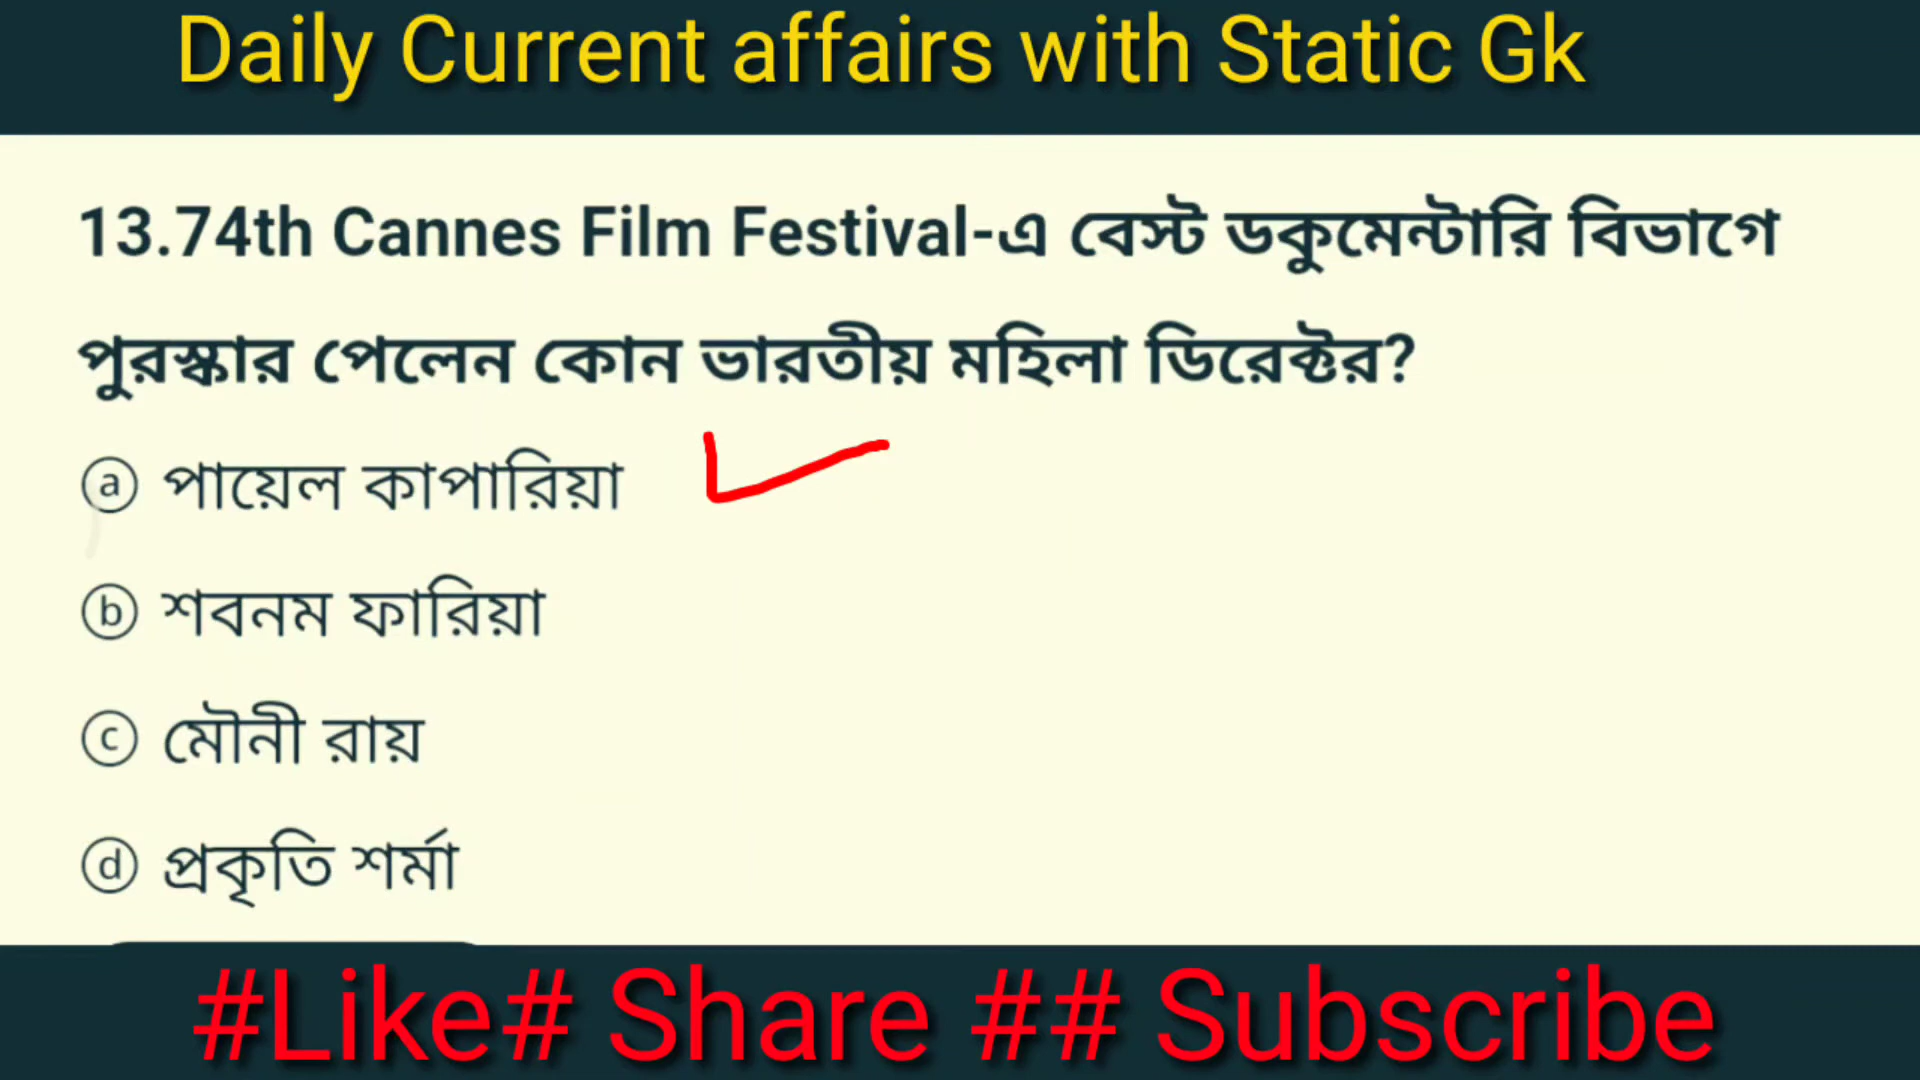 Daily Current affairs with Static Gk
13.74th Cannes Film Festival-এ বেস্ট ডকুমেন্টারি বিভাগে
পুরস্কার পেলেন কোন ভারতীয় মহিলা ডিরেক্টর?
ⓐ পায়েল কাপারিয়া
ⓑ শবনম ফারিয়া
ⓒ মৌনী রায়
ⓓ প্রকৃতি শর্মা
#Like# Share ## Subscribe